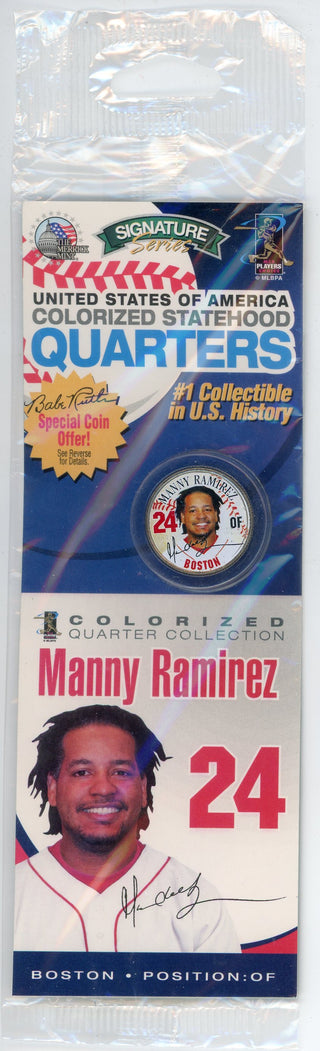 THE MERRICK MINT
SIGNATURE
Series
PLAYERS CHOICE
© MLBPA
UNITED STATES OF AMERICA
COLORIZED STATEHOOD
QUARTERS
Babe Ruth
#1 Collectible
in U.S. History
Special Coin
Offer!
See Reverse
for Details.
MANNY RAMIREZ
24 OF
BOSTON
COLORIZED
QUARTER COLLECTION
Manny Ramirez
24
BOSTON • POSITION:OF